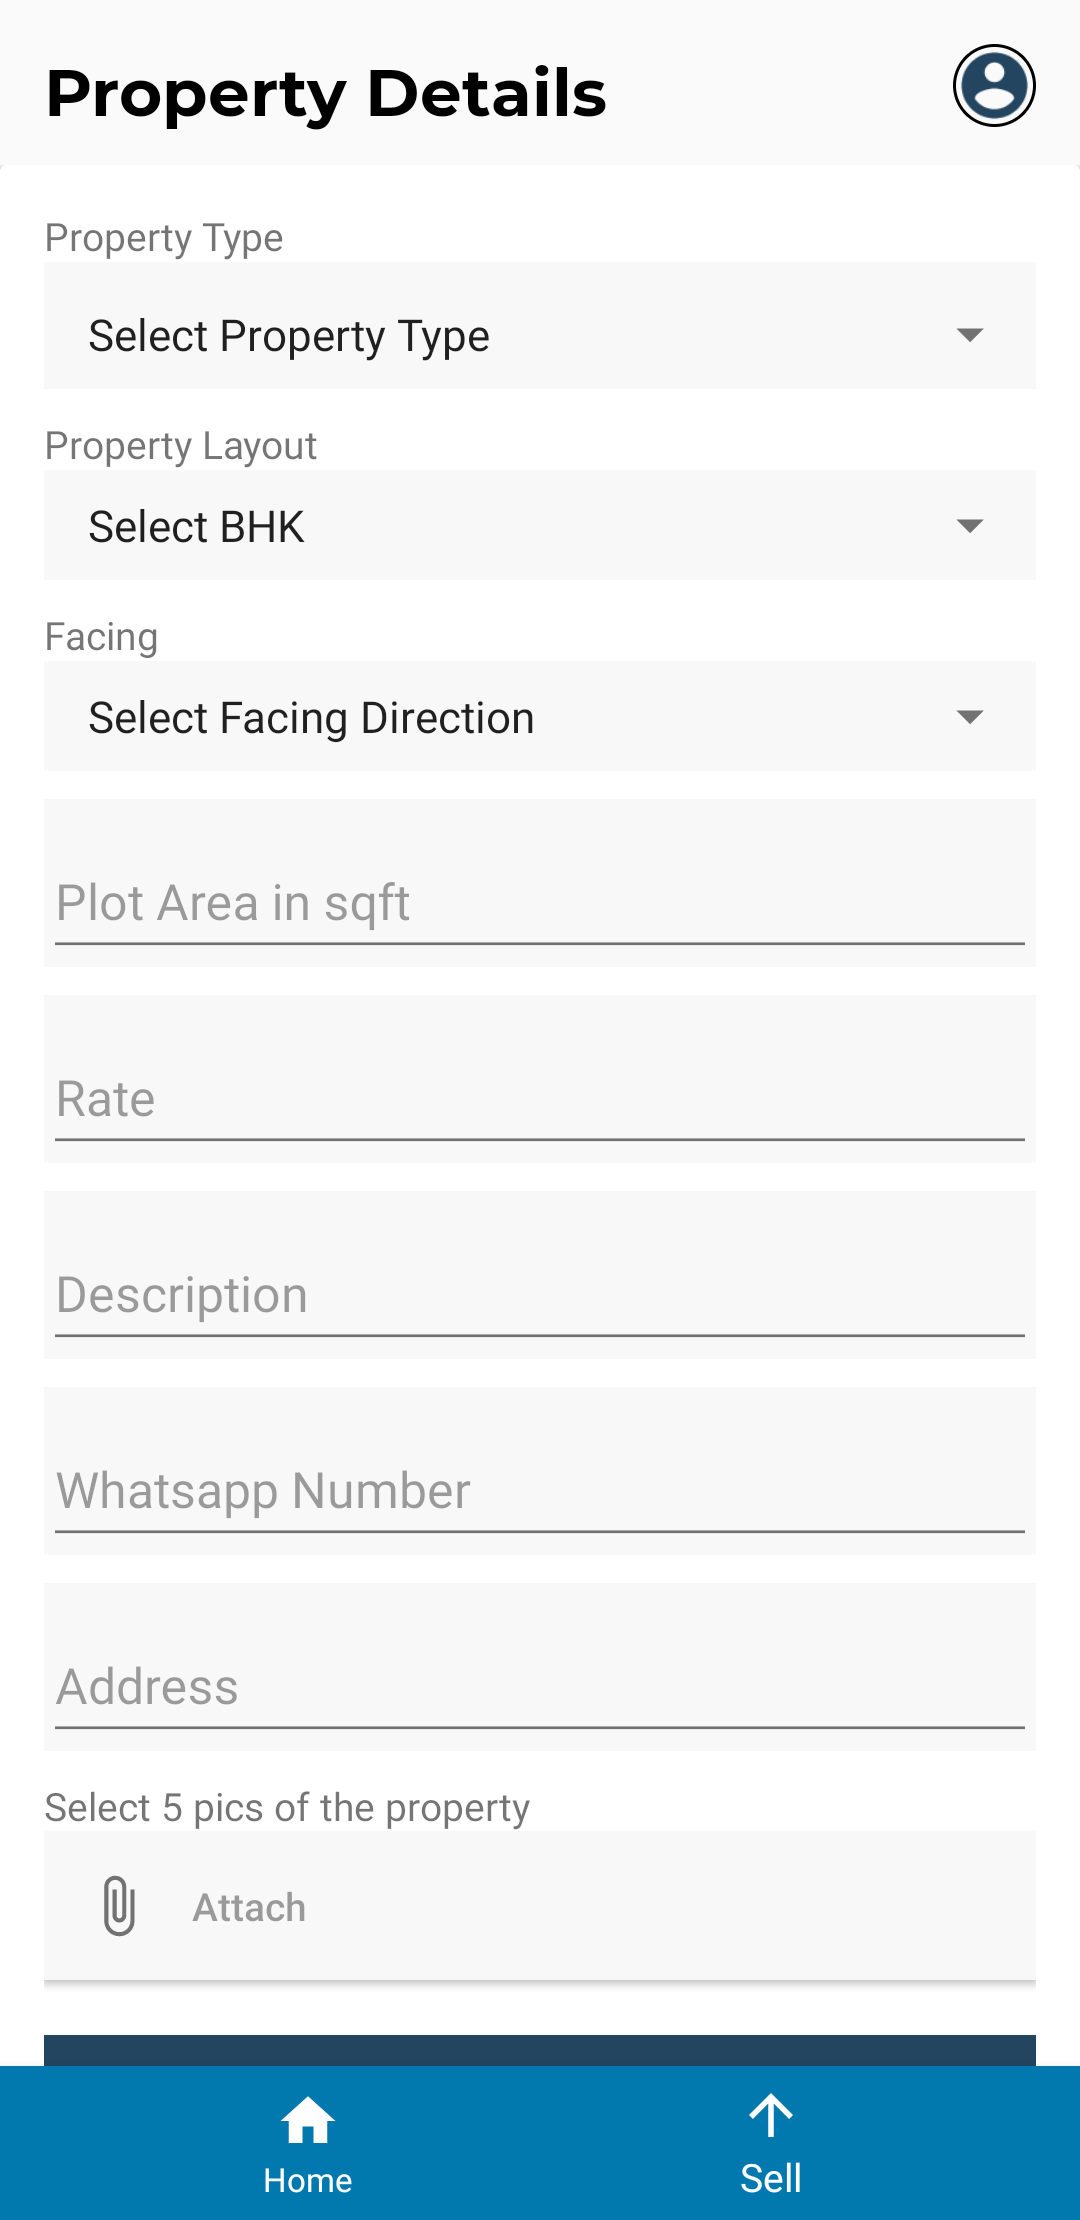 Property Details
Property Type
Select Property Type
Property Layout
Select BHK
Facing
Select Facing Direction
Plot Area in sqft
Rate
Description
Whatsapp Number
Address
Select 5 pics of the property
Attach
Home
Sell